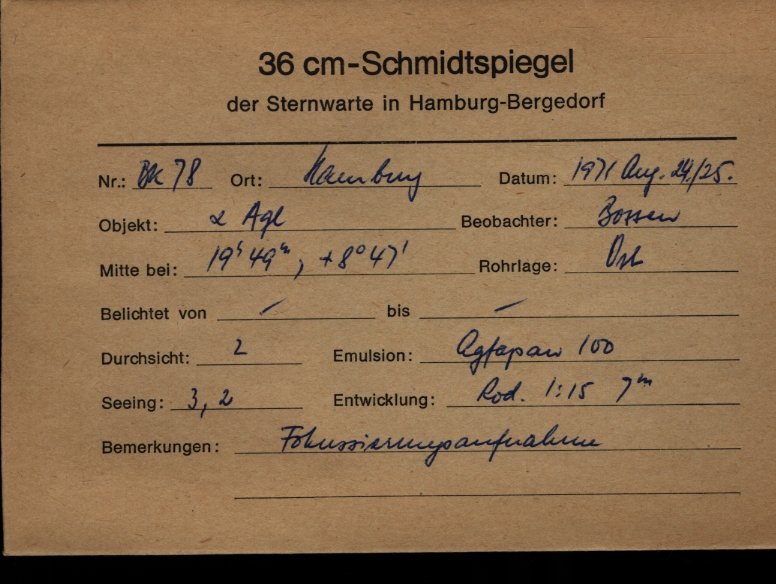 36 cm-Schmidtspiegel
der Sternwarte in Hamburg-Bergedorf
Nr.: BK 78 Ort: Hamburg Datum: 1971 Aug. 24/25.
Objekt: α Aql Beobachter:
Mitte bei: 19ʰ 49ᵐ, +8° 47' Rohrlage: Ost
Belichtet von – bis –
Durchsicht: 2 Emulsion: Agfapan 100
Seeing: 3,2 Entwicklung: Rod. 1:15 7ᵐ
Bemerkungen: Fokussierungsaufnahme